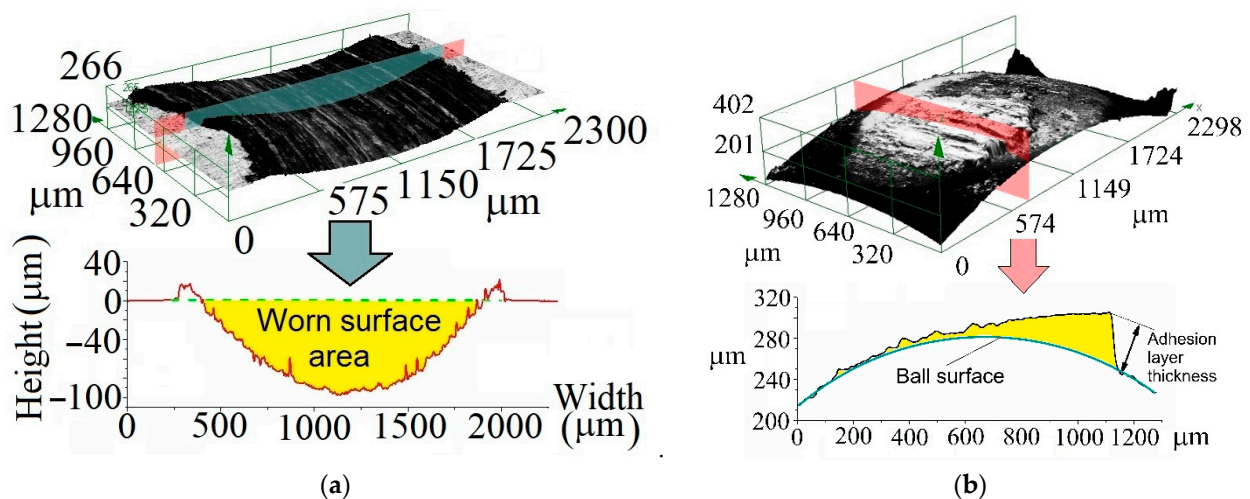 266
1280
960
640
320
μm
0
575
1150
1725
2300
μm
Height(μm)
40
0
−40
−100
Worn surface
area
0
500
1000
1500
2000
Width
(μm)
(a)
402
201
1280
960
640
320
μm
0
574
1149
1724
2298
μm
x
μm
320
280
240
200
Ball surface
Adhesion
layer
thickness
0
200
400
600
800
1000
1200
μm
(b)